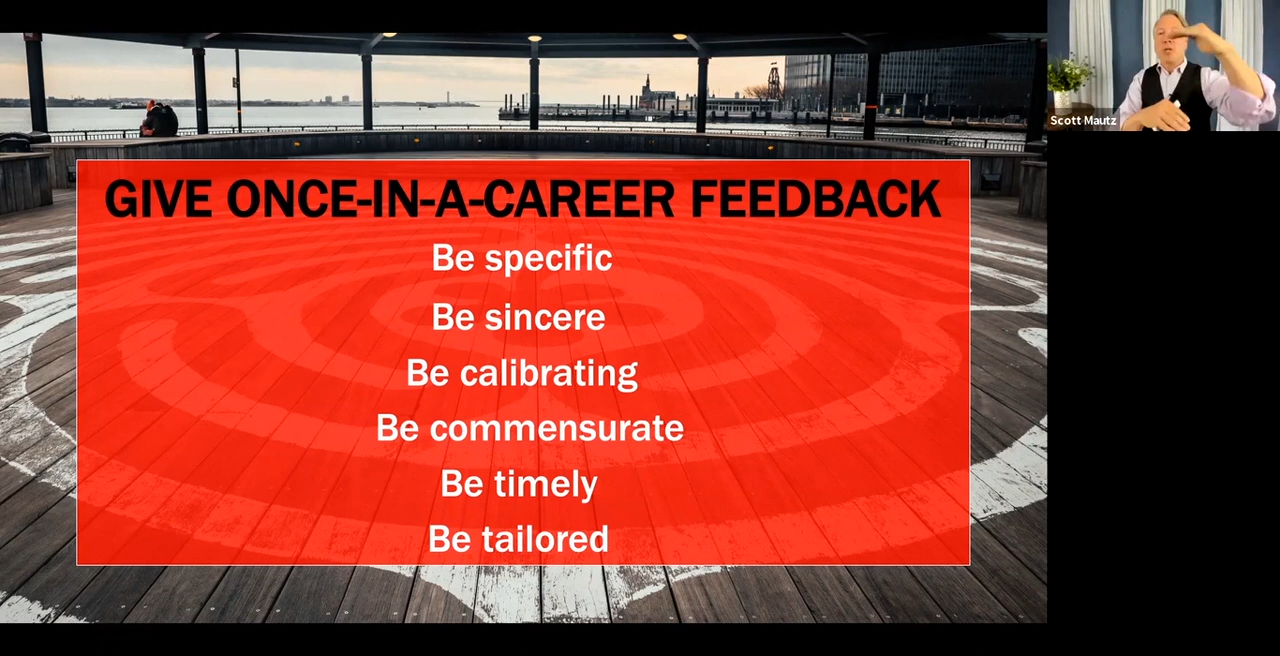 GIVE ONCE-IN-A-CAREER FEEDBACK
Be specific
Be sincere
Be calibrating
Be commensurate
Be timely
Be tailored
Scott Mautz